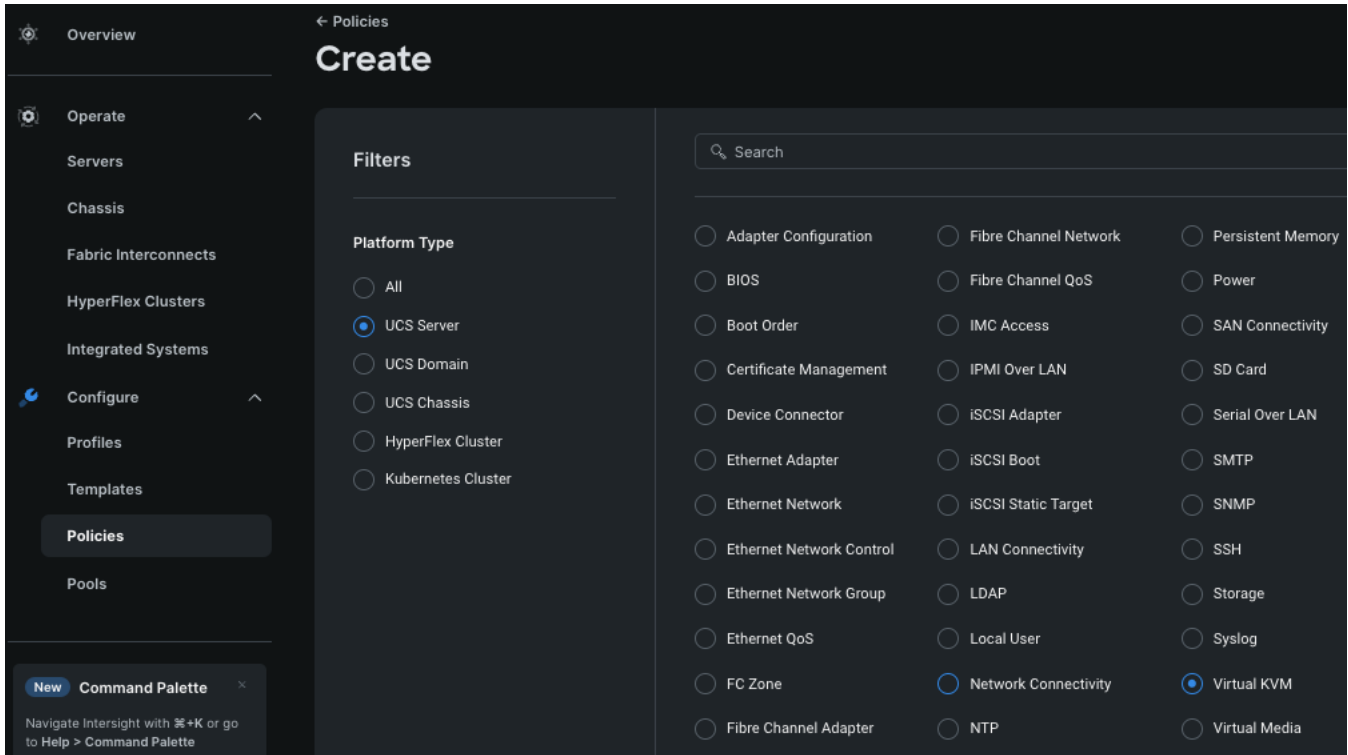 Overview
Operate
Servers
Chassis
Fabric Interconnects
HyperFlex Clusters
Integrated Systems
Configure
Profiles
Templates
Policies
Pools
New Command Palette ×
Navigate Intersight with ⌘+K or go
to Help > Command Palette
← Policies
Create
Filters
Platform Type
All
UCS Server
UCS Domain
UCS Chassis
HyperFlex Cluster
Kubernetes Cluster
Search
Adapter Configuration
BIOS
Boot Order
Certificate Management
Device Connector
Ethernet Adapter
Ethernet Network
Ethernet Network Control
Ethernet Network Group
Ethernet QoS
FC Zone
Fibre Channel Adapter
Fibre Channel Network
Fibre Channel QoS
IMC Access
IPMI Over LAN
iSCSI Adapter
iSCSI Boot
iSCSI Static Target
LAN Connectivity
LDAP
Local User
Network Connectivity
NTP
Persistent Memory
Power
SAN Connectivity
SD Card
Serial Over LAN
SMTP
SNMP
SSH
Storage
Syslog
Virtual KVM
Virtual Media